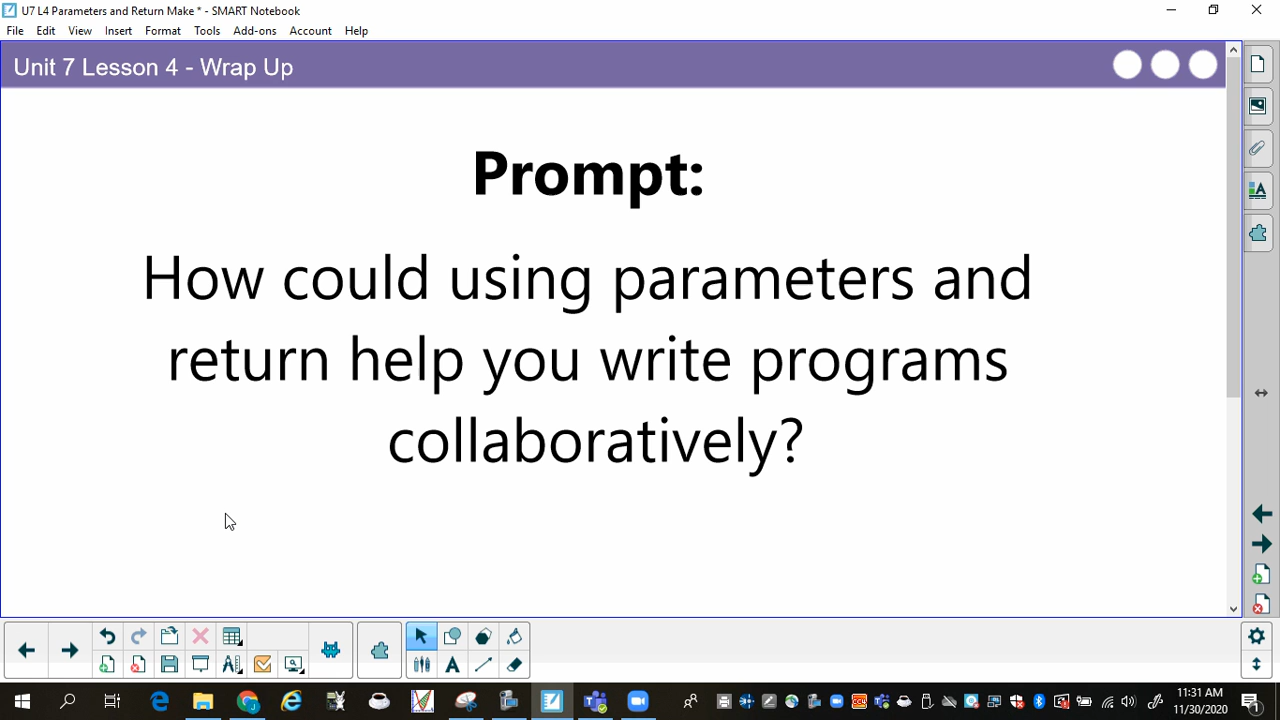 U7 L4 Parameters and Return Make * - SMART Notebook
File Edit View Insert Format Tools Add-ons Account Help
Unit 7 Lesson 4 - Wrap Up
Prompt:
How could using parameters and
return help you write programs
collaboratively?
11:31 AM
11/30/2020